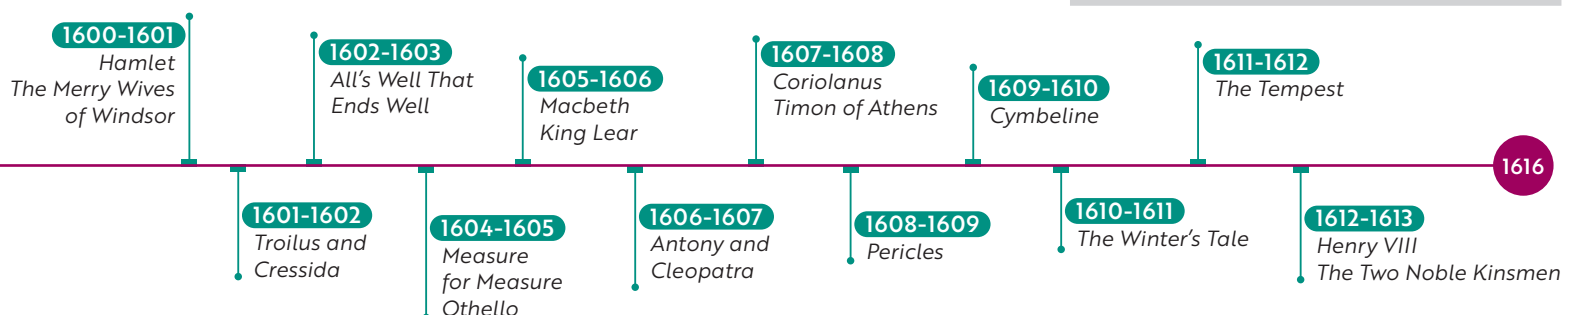 1600-1601
Hamlet
The Merry Wives
of Windsor
1601-1602
Troilus and
Cressida
1602-1603
All's Well That
Ends Well
1604-1605
Measure
for Measure
Othello
1605-1606
Macbeth
King Lear
1606-1607
Antony and
Cleopatra
1607-1608
Coriolanus
Timon of Athens
1608-1609
Pericles
1609-1610
Cymbeline
1610-1611
The Winter's Tale
1611-1612
The Tempest
1612-1613
Henry VIII
The Two Noble Kinsmen
1616